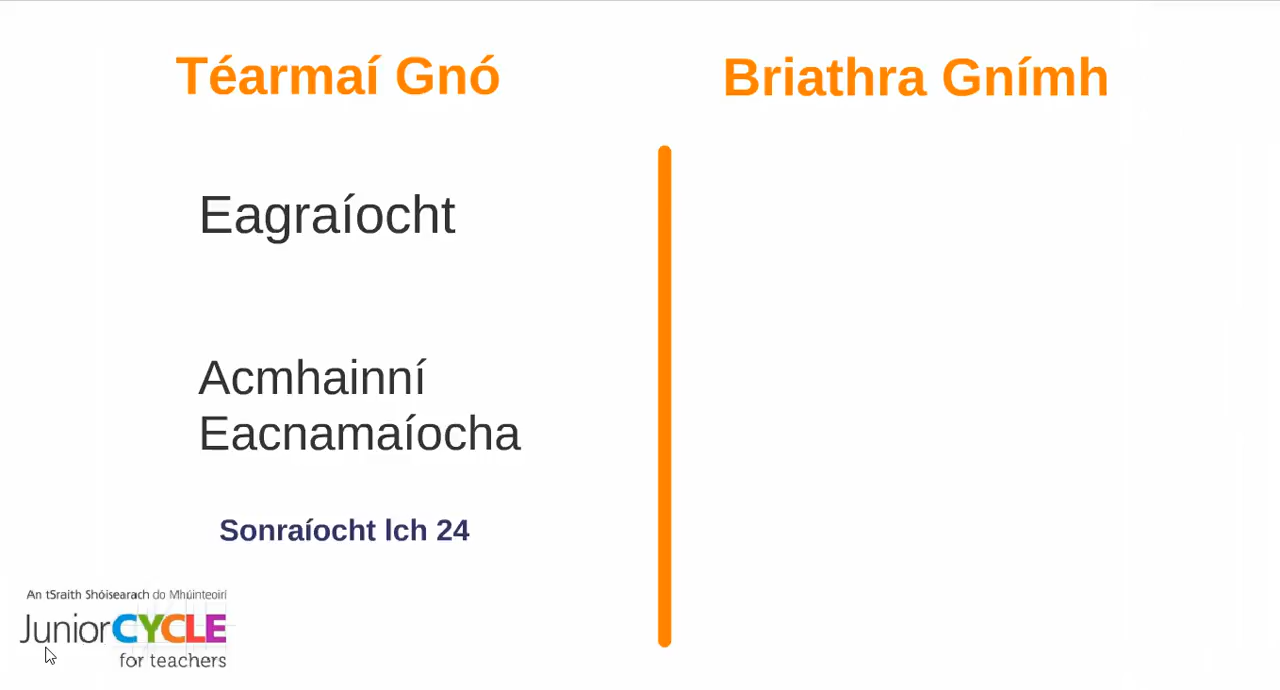 Téarmaí Gnó
Briathra Gnímh
Eagraíocht
Acmhainní
Eacnamaíocha
Sonraíocht lch 24
An tSraith Shóisearach do Mhúinteoirí
JuniorCYCLE
for teachers